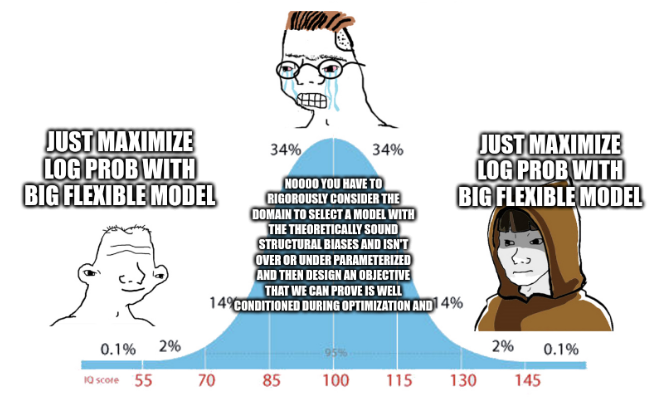 34%
34%
JUST MAXIMIZE
LOG PROB WITH
BIG FLEXIBLE MODEL
NOOOO YOU HAVE TO
RIGOROUSLY CONSIDER THE
DOMAIN TO SELECT A MODEL WITH
THE THEORETICALLY SOUND
STRUCTURAL BIASES AND ISN'T
OVER OR UNDER PARAMETERIZED
AND THEN DESIGN AN OBJECTIVE
THAT WE CAN PROVE IS WELL
CONDITIONED DURING OPTIMIZATION AND
JUST MAXIMIZE
LOG PROB WITH
BIG FLEXIBLE MODEL
14%
14%
0.1%
2%
95%
2%
0.1%
IQ score 55 70 85 100 115 130 145